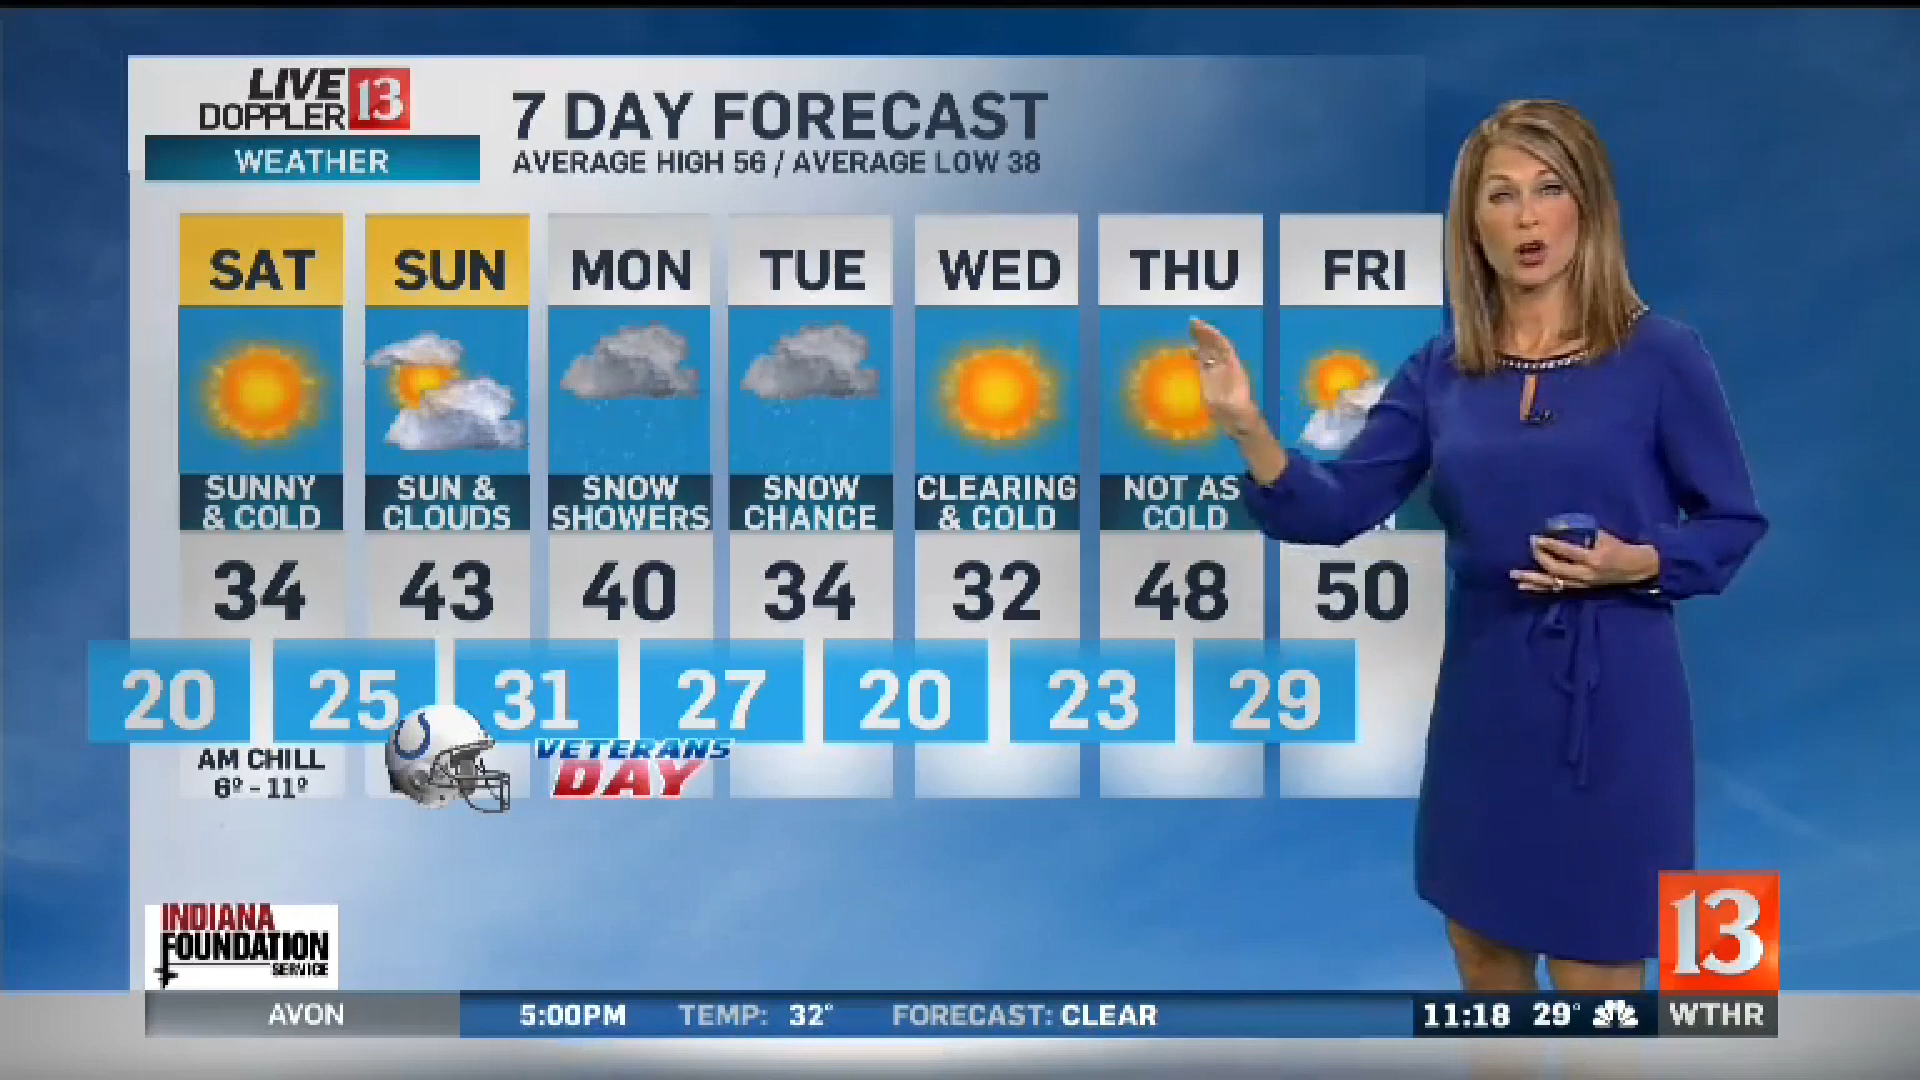 LIVE
DOPPLER 13
WEATHER
7 DAY FORECAST
AVERAGE HIGH 56 / AVERAGE LOW 38
SAT SUN MON TUE WED THU FRI
SUNNY & COLD
SUN & CLOUDS
SNOW SHOWERS
SNOW CHANCE
CLEARING & COLD
NOT AS COLD
34 43 40 34 32 48 50
20 25 31 27 20 23 29
AM CHILL
6° - 11°
VETERANS
DAY
INDIANA
FOUNDATION
SERVICE
13
AVON 5:00PM TEMP: 32° FORECAST: CLEAR 11:18 29° WTHR